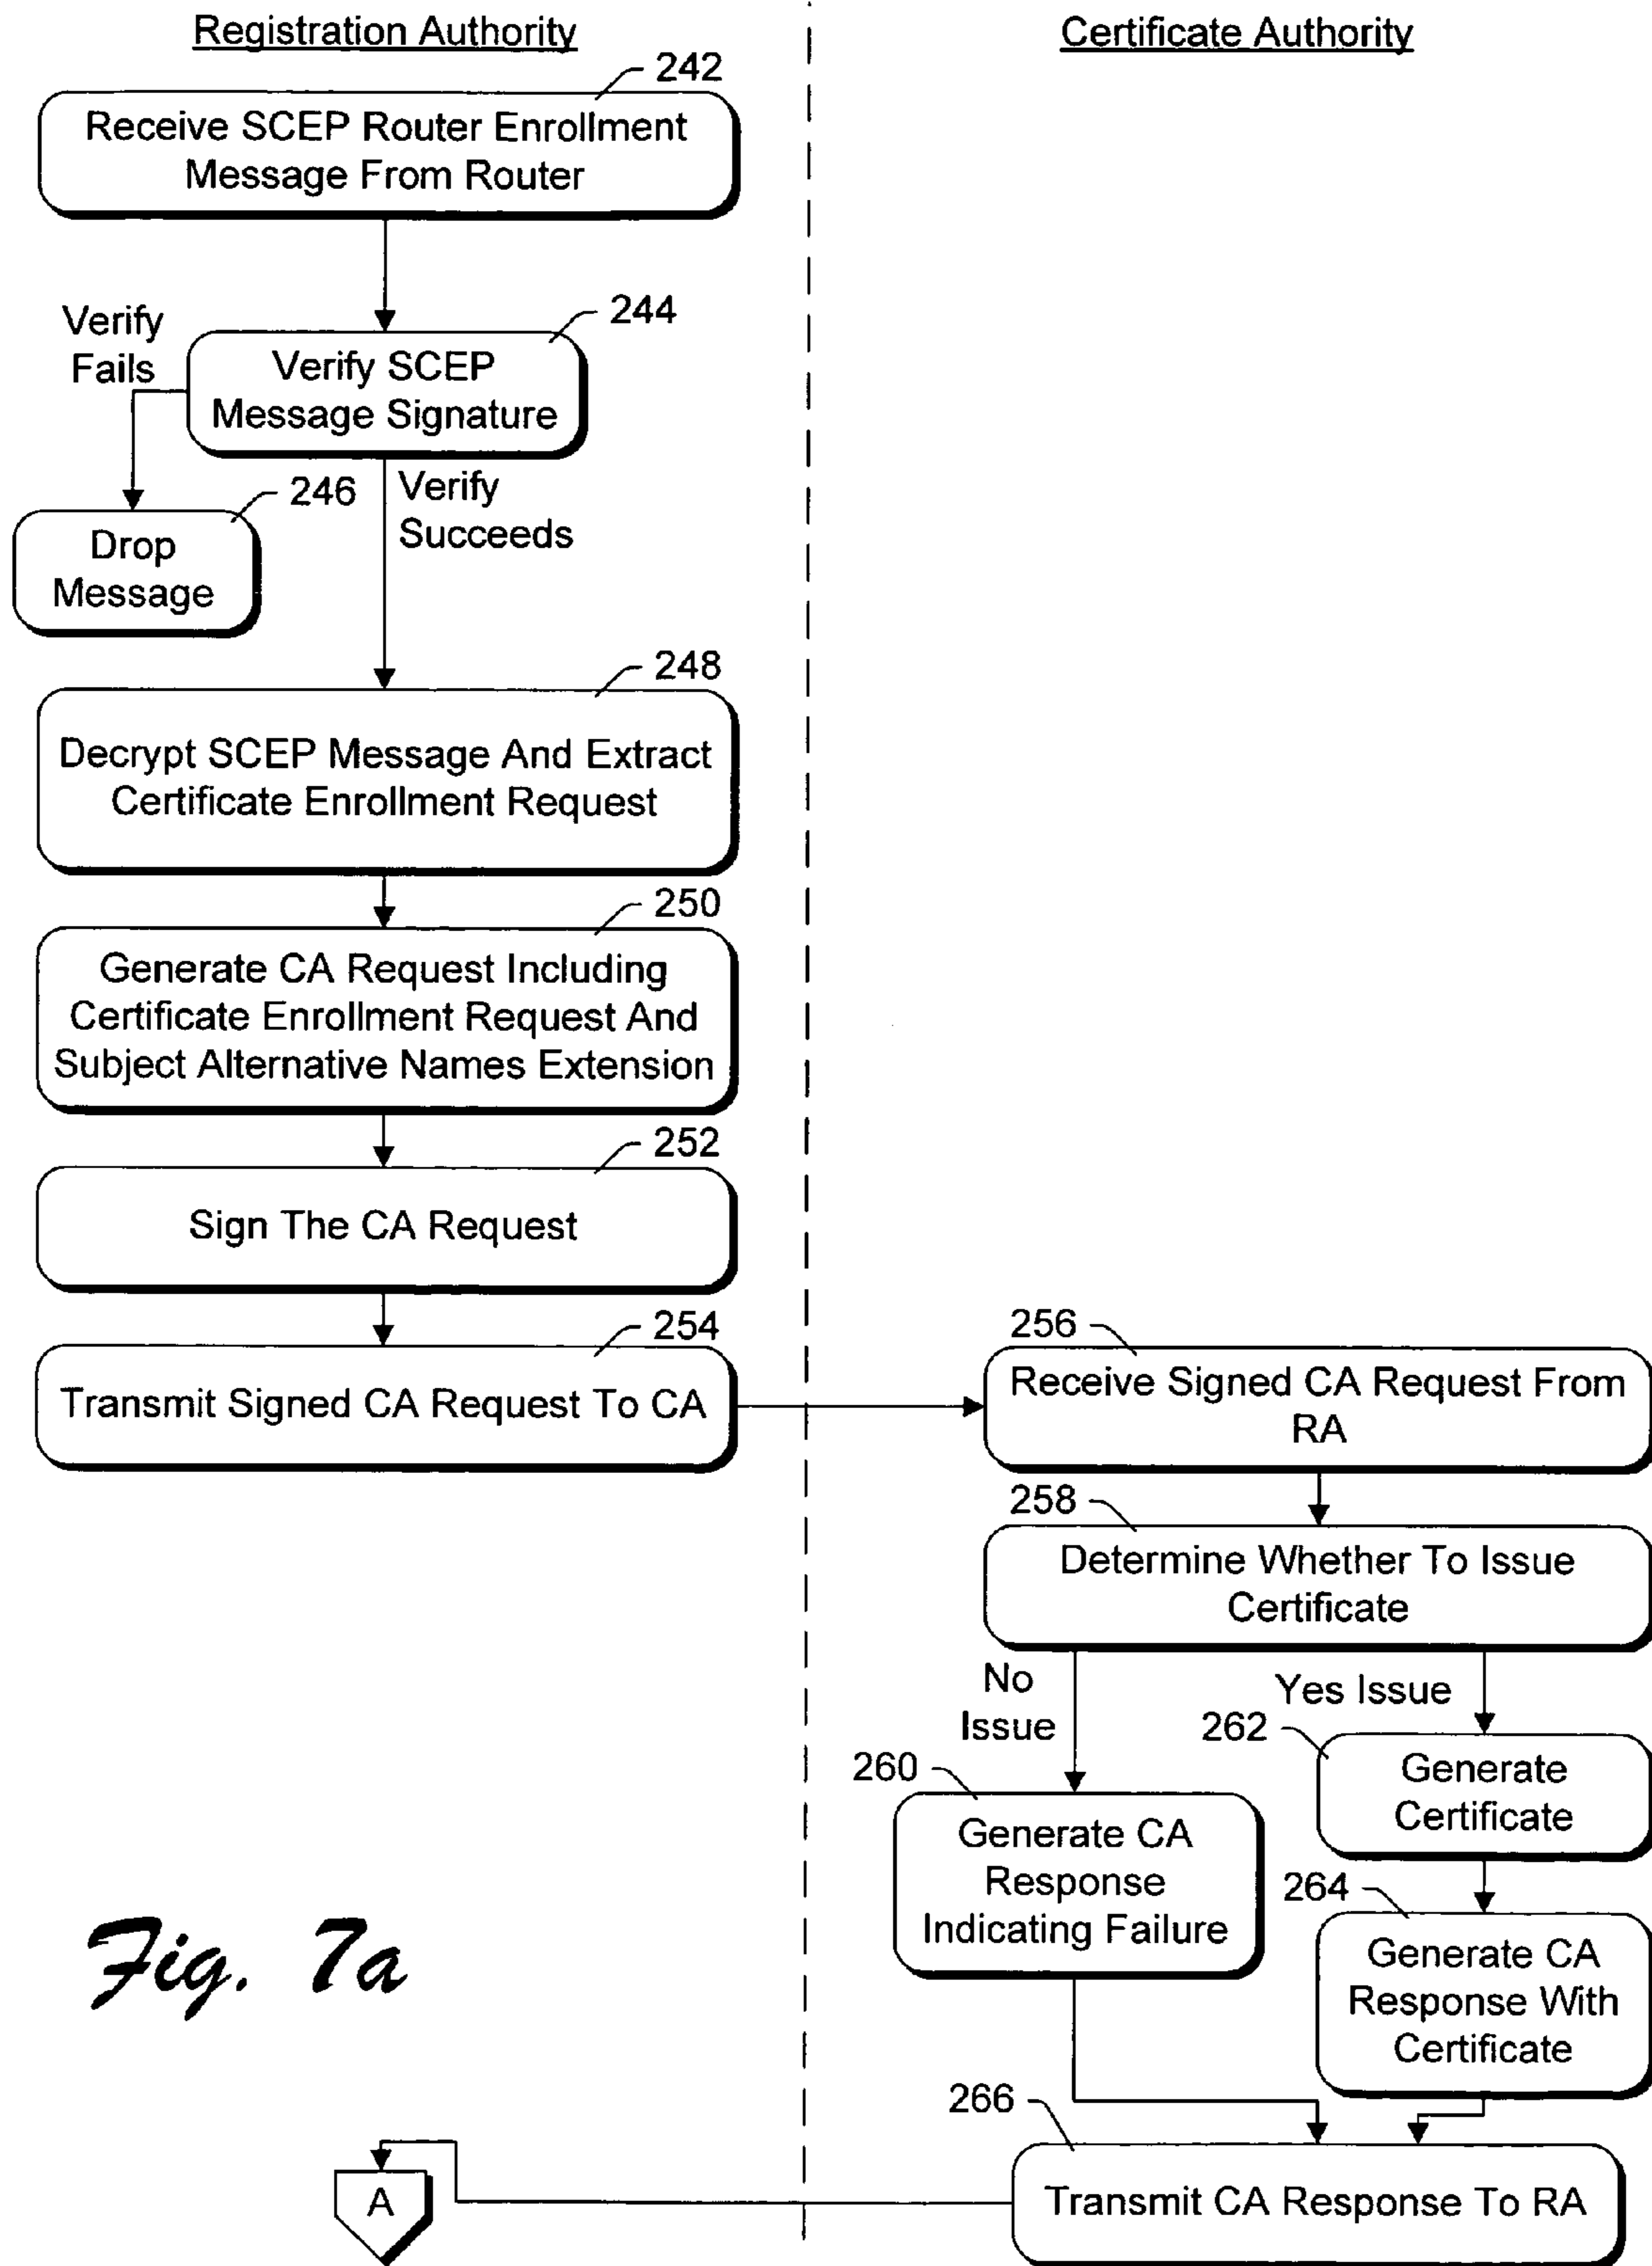 Registration Authority
Certificate Authority
242
Receive SCEP Router Enrollment
Message From Router
Verify
Fails
244
Verify SCEP
Message Signature
246
Drop
Message
Verify
Succeeds
248
Decrypt SCEP Message And Extract
Certificate Enrollment Request
250
Generate CA Request Including
Certificate Enrollment Request And
Subject Alternative Names Extension
252
Sign The CA Request
254
Transmit Signed CA Request To CA
256
Receive Signed CA Request From
RA
258
Determine Whether To Issue
Certificate
No
Issue
Yes Issue
260
Generate CA
Response
Indicating Failure
262
Generate
Certificate
264
Generate CA
Response With
Certificate
266
Transmit CA Response To RA
A
Fig. 7a